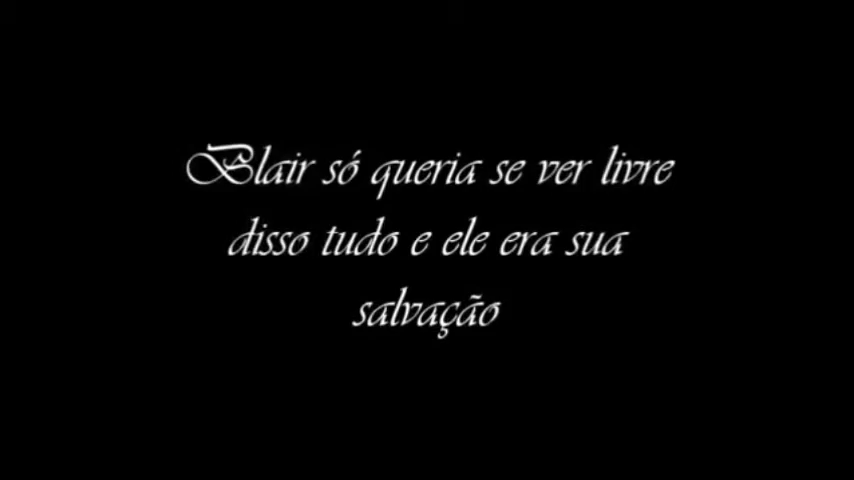 Blair só queria se ver livre
disso tudo e ele era sua
salvação